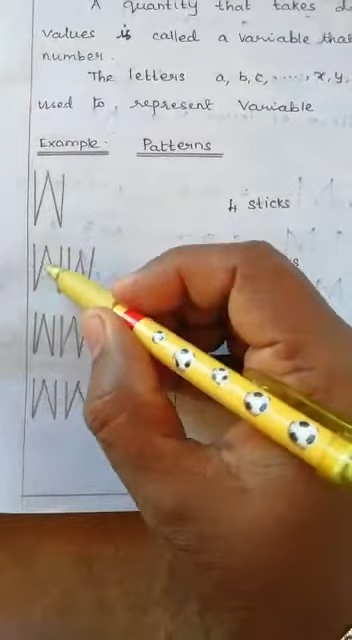 A quantity that takes
values is called a variable that
number.
The letters a, b, c, ....., x, y,
used to, represent variable
Example. Patterns
W 4 sticks
W W
W W
W W